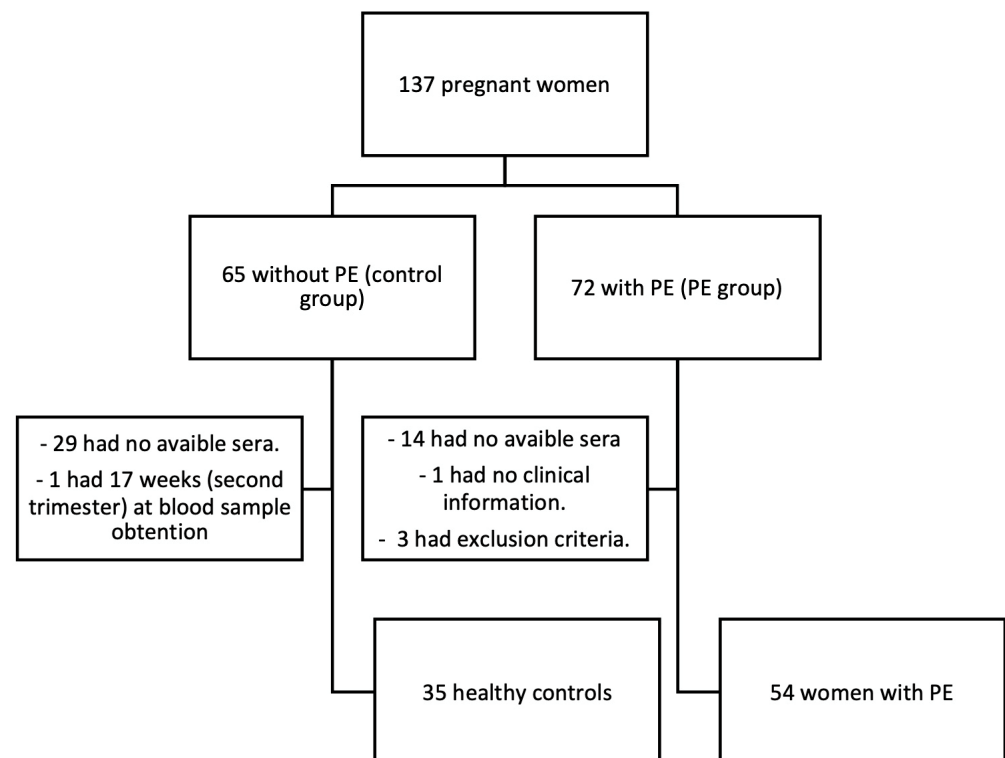 137 pregnant women
65 without PE (control
group)
72 with PE (PE group)
- 29 had no avaible sera.
- 1 had 17 weeks (second
trimester) at blood sample
obtention
- 14 had no avaible sera
- 1 had no clinical
information.
- 3 had exclusion criteria.
35 healthy controls
54 women with PE